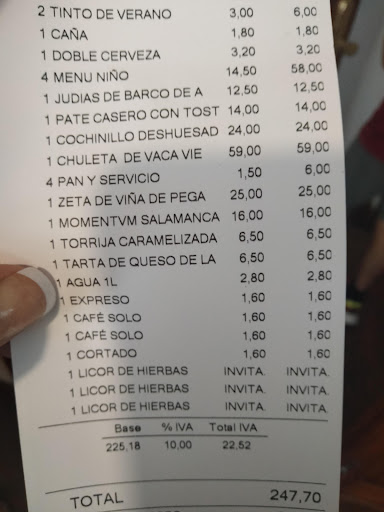 2 TINTO DE VERANO 3,00 6,00
1 CAÑA 1,80 1,80
1 DOBLE CERVEZA 3,20 3,20
4 MENU NIÑO 14,50 58,00
1 JUDIAS DE BARCO DE A 12,50 12,50
1 PATE CASERO CON TOST 14,00 14,00
1 COCHINILLO DESHUESAD 24,00 24,00
1 CHULETA DE VACA VIE 59,00 59,00
4 PAN Y SERVICIO 1,50 6,00
1 ZETA DE VIÑA DE PEGA 25,00 25,00
1 MOMENTVM SALAMANCA 16,00 16,00
1 TORRIJA CARAMELIZADA 6,50 6,50
1 TARTA DE QUESO DE LA 6,50 6,50
1 AGUA 1L 2,80 2,80
1 EXPRESO 1,60 1,60
1 CAFÉ SOLO 1,60 1,60
1 CAFÉ SOLO 1,60 1,60
1 CORTADO 1,60 1,60
1 LICOR DE HIERBAS INVITA. INVITA.
1 LICOR DE HIERBAS INVITA. INVITA.
1 LICOR DE HIERBAS INVITA. INVITA.
Base % IVA Total IVA
225,18 10,00 22,52
TOTAL 247,70